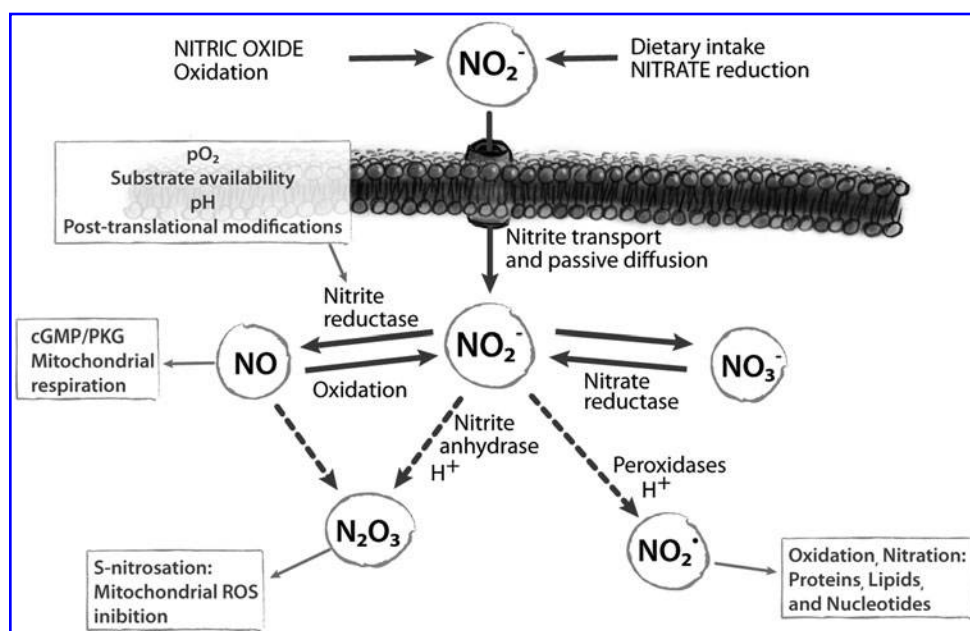 NITRIC OXIDE
Oxidation
NO₂⁻
Dietary intake
NITRATE reduction
pO₂
Substrate availability
pH
Post-translational modifications
Nitrite transport
and passive diffusion
Nitrite
reductase
cGMP/PKG
Mitochondrial
respiration
NO
Oxidation
NO₂⁻
Nitrate
reductase
NO₃⁻
Nitrite
anhydrase
H⁺
Peroxidases
H⁺
N₂O₃
NO₂•
S-nitrosation:
Mitochondrial ROS
inibition
Oxidation, Nitration:
Proteins, Lipids,
and Nucleotides